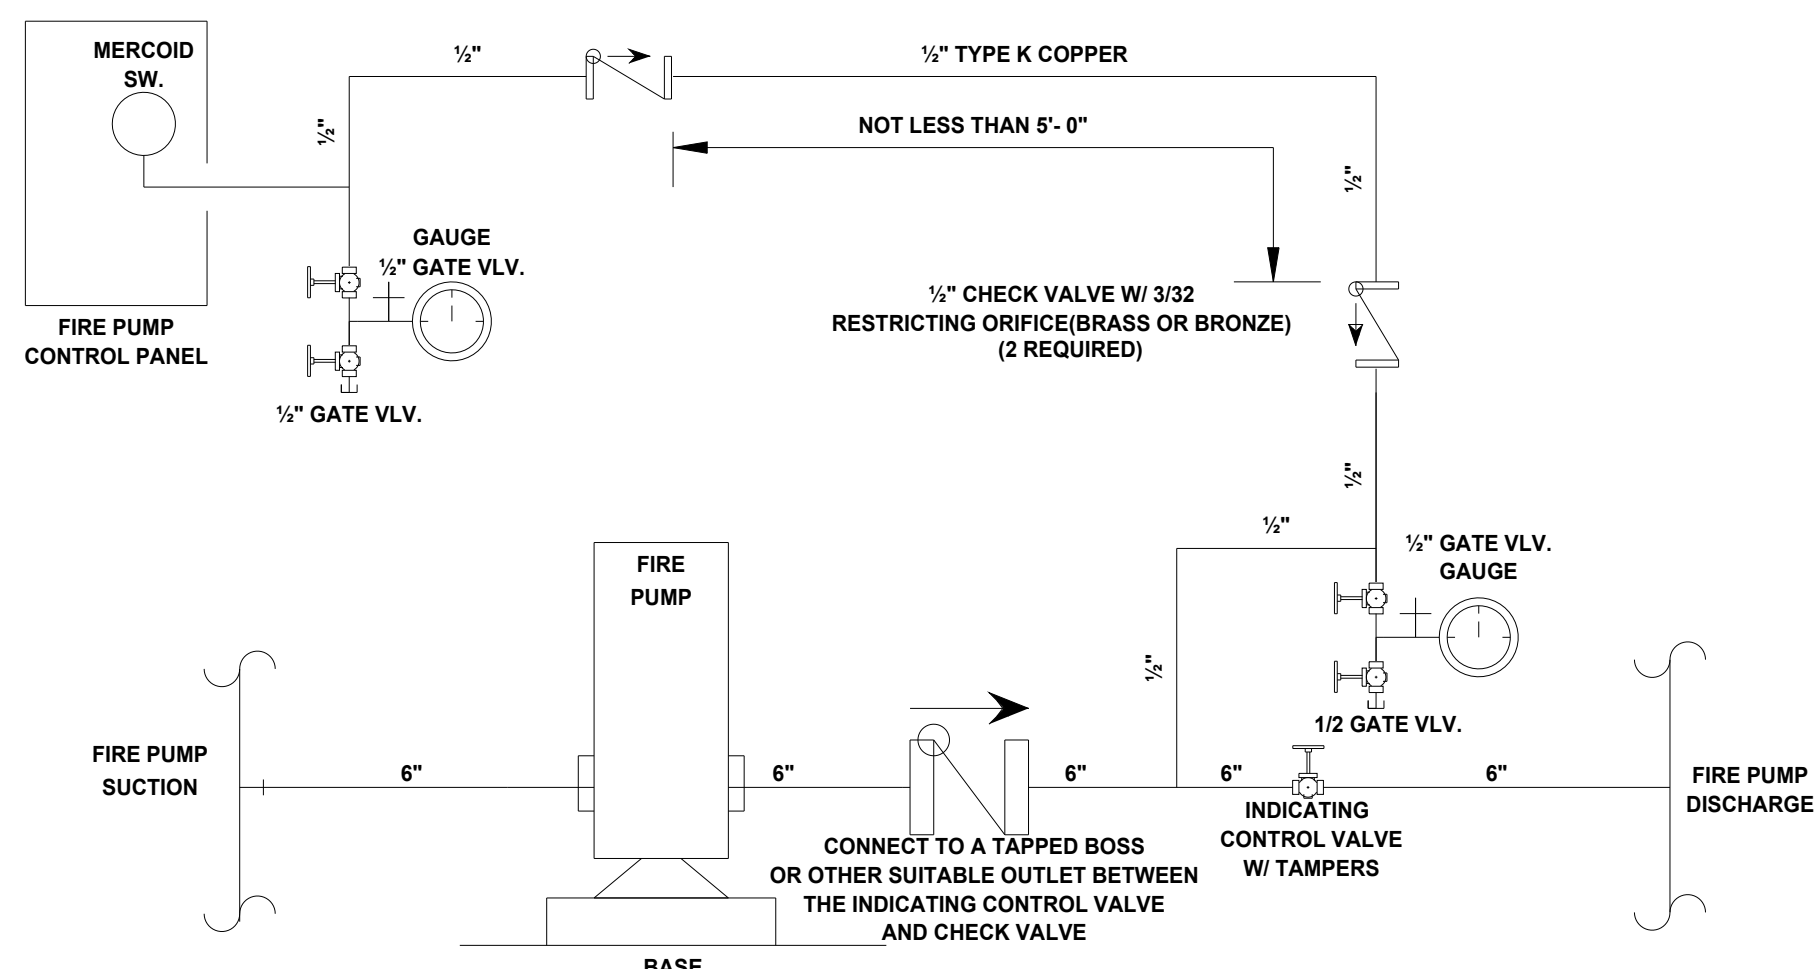 MERCOID
SW.
½"
½" TYPE K COPPER
½"
NOT LESS THAN 5'- 0"
½"
GAUGE
½" GATE VLV.
FIRE PUMP
CONTROL PANEL
½" GATE VLV.
½" CHECK VALVE W/ 3/32
RESTRICTING ORIFICE(BRASS OR BRONZE)
(2 REQUIRED)
½"
½"
½" GATE VLV.
GAUGE
FIRE
PUMP
½"
1/2 GATE VLV.
FIRE PUMP
SUCTION
6"
6"
6"
6"
6"
FIRE PUMP
DISCHARGE
INDICATING
CONTROL VALVE
W/ TAMPERS
CONNECT TO A TAPPED BOSS
OR OTHER SUITABLE OUTLET BETWEEN
THE INDICATING CONTROL VALVE
AND CHECK VALVE
BASE